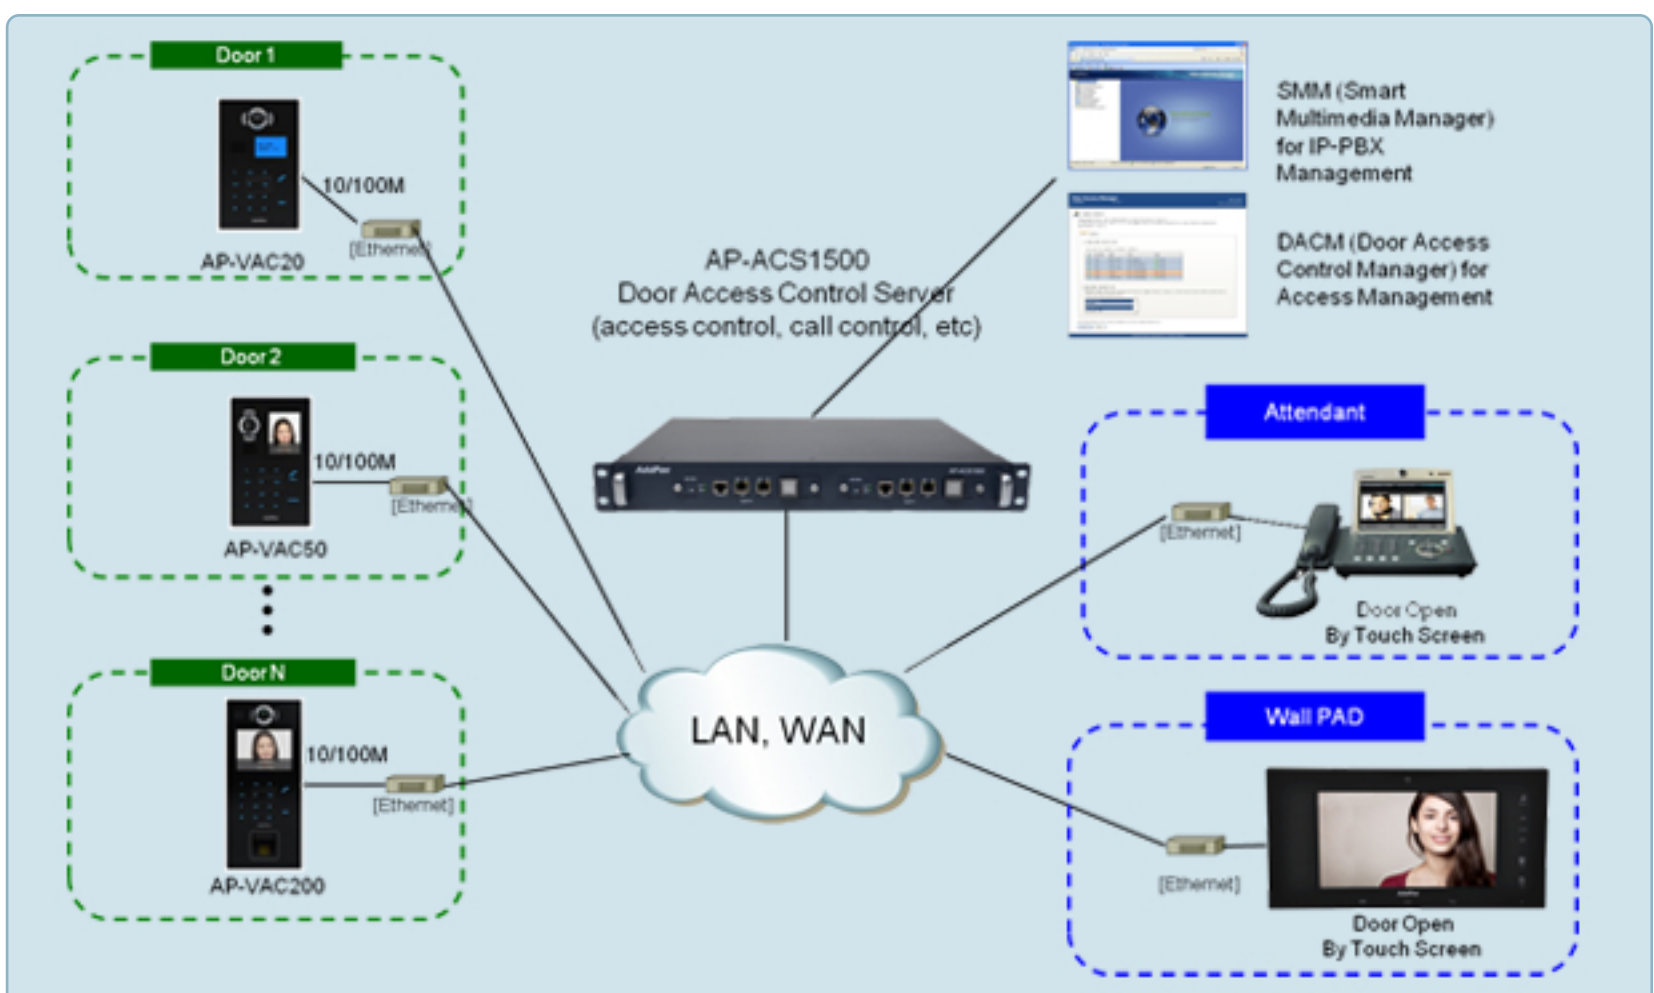 Door 1
10/100M
[Ethernet]
AP-VAC20
Door 2
10/100M
[Ethernet]
AP-VAC50
Door N
10/100M
[Ethernet]
AP-VAC200
AP-ACS1500
Door Access Control Server
(access control, call control, etc)
AddPac
AP-ACS1500
LAN, WAN
SMM (Smart
Multimedia Manager)
for IP-PBX
Management
DACM (Door Access
Control Manager) for
Access Management
Attendant
[Ethernet]
Door Open
By Touch Screen
Wall PAD
[Ethernet]
Door Open
By Touch Screen